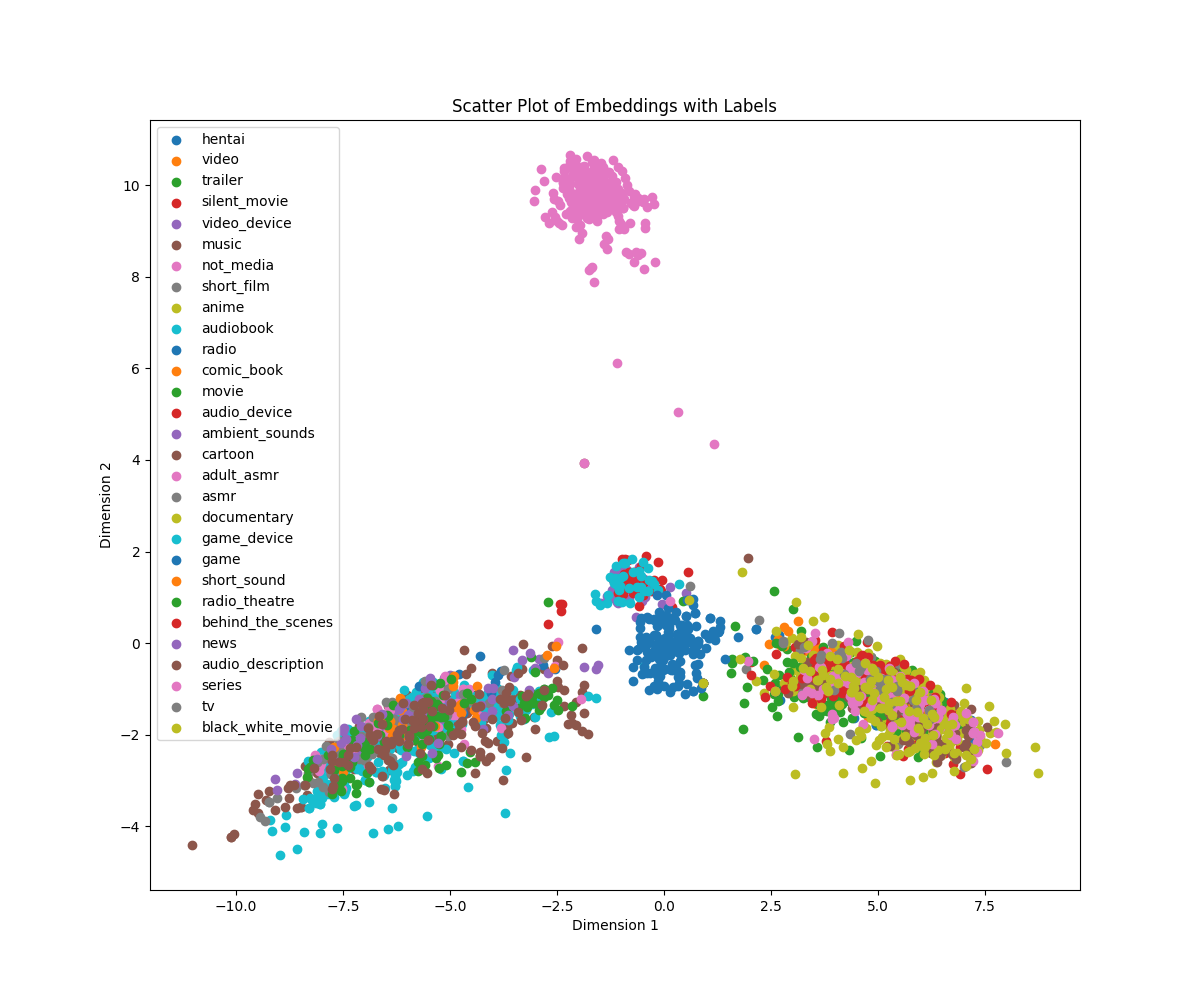 Scatter Plot of Embeddings with Labels
hentai
video
trailer
silent_movie
video_device
music
not_media
short_film
anime
audiobook
radio
comic_book
movie
audio_device
ambient_sounds
cartoon
adult_asmr
asmr
documentary
game_device
game
short_sound
radio_theatre
behind_the_scenes
news
audio_description
series
tv
black_white_movie
Dimension 2
10
8
6
4
2
0
−2
−4
−10.0 −7.5 −5.0 −2.5 0.0 2.5 5.0 7.5
Dimension 1